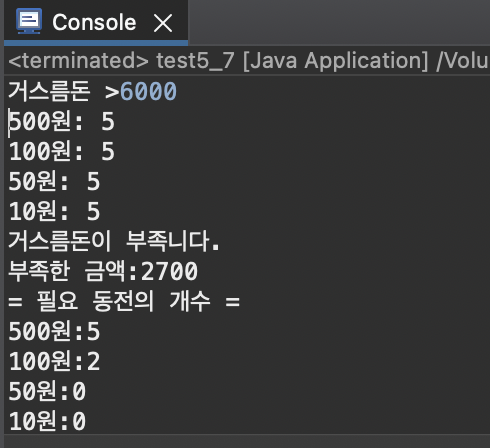 Console
<terminated> test5_7 [Java Application] /Volu
거스름돈 >6000
500원: 5
100원: 5
50원: 5
10원: 5
거스름돈이 부족니다.
부족한 금액:2700
= 필요 동전의 개수 =
500원:5
100원:2
50원:0
10원:0